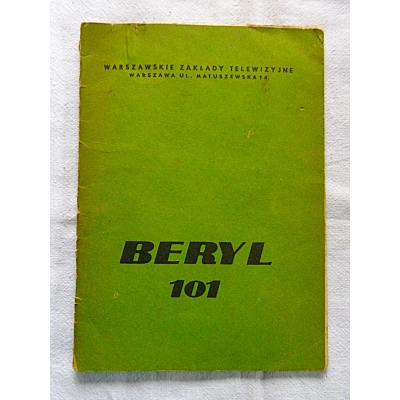 WARSZAWSKIE ZAKŁADY TELEWIZYJNE
WARSZAWA UL. MATUSZEWSKA 14
BERYL
101